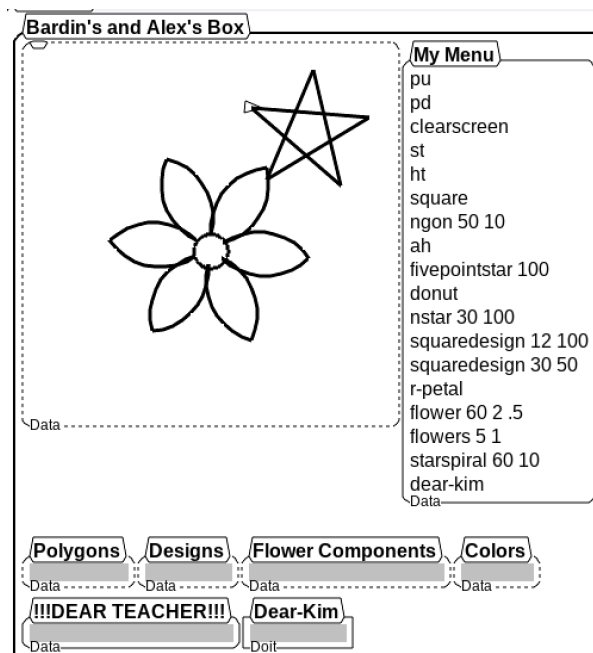 Bardin's and Alex's Box
My Menu
pu
pd
clearscreen
st
ht
square
ngon 50 10
ah
fivepointstar 100
donut
nstar 30 100
squaredesign 12 100
squaredesign 30 50
r-petal
flower 60 2 .5
flowers 5 1
starspiral 60 10
dear-kim
Data
Data
Polygons
Designs
Flower Components
Colors
Data
Data
Data
Data
!!!DEAR TEACHER!!!
Dear-Kim
Data
Doit